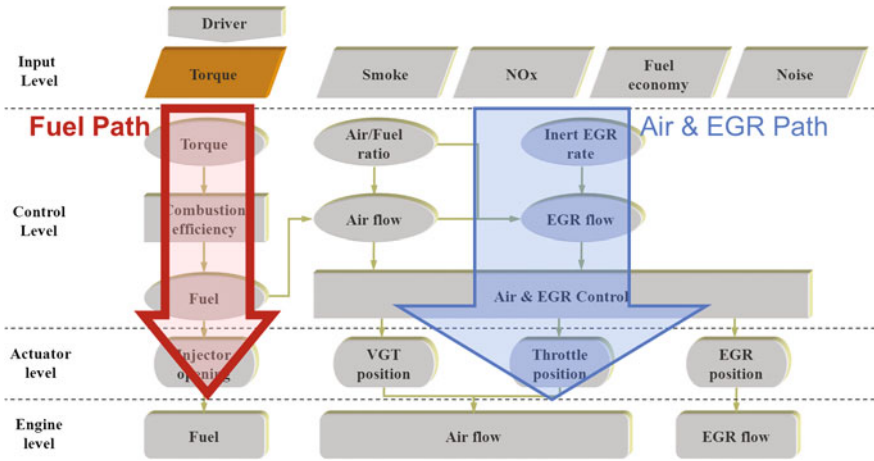 Driver
Input
Level
Torque
Smoke
NOx
Fuel
economy
Noise
Fuel Path
Air & EGR Path
Torque
Air/Fuel
ratio
Inert EGR
rate
Control
Level
Combustion
efficiency
Air flow
EGR flow
Fuel
Air & EGR Control
Actuator
level
Injector
opening
VGT
position
Throttle
position
EGR
position
Engine
level
Fuel
Air flow
EGR flow